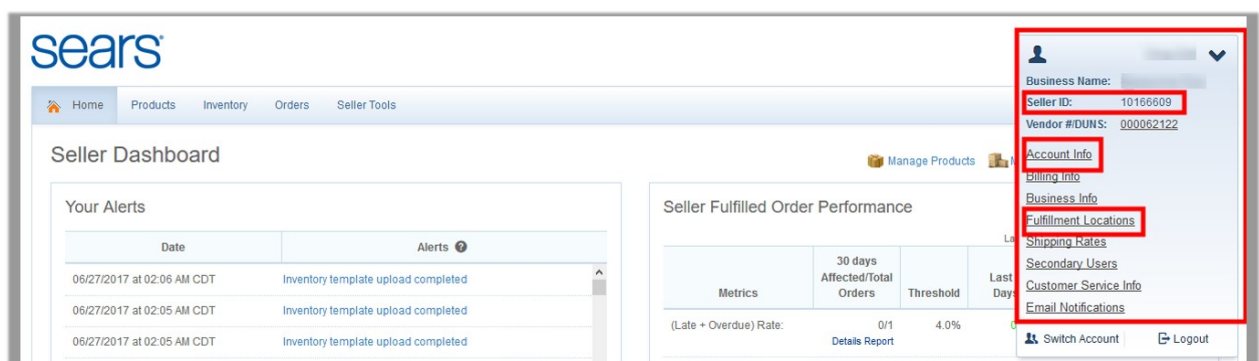 sears
Business Name:
Seller ID: 10166609
Vendor #/DUNS: 000062122
Home Products Inventory Orders Seller Tools
Seller Dashboard
Manage Products
Account Info
Billing Info
Business Info
Fulfillment Locations
Shipping Rates
Secondary Users
Customer Service Info
Email Notifications
Switch Account Logout
Your Alerts
Date Alerts
06/27/2017 at 02:06 AM CDT Inventory template upload completed
06/27/2017 at 02:05 AM CDT Inventory template upload completed
06/27/2017 at 02:05 AM CDT Inventory template upload completed
Seller Fulfilled Order Performance
Metrics 30 days Affected/Total Orders Threshold Last
(Late + Overdue) Rate: 0/1 4.0%
Details Report